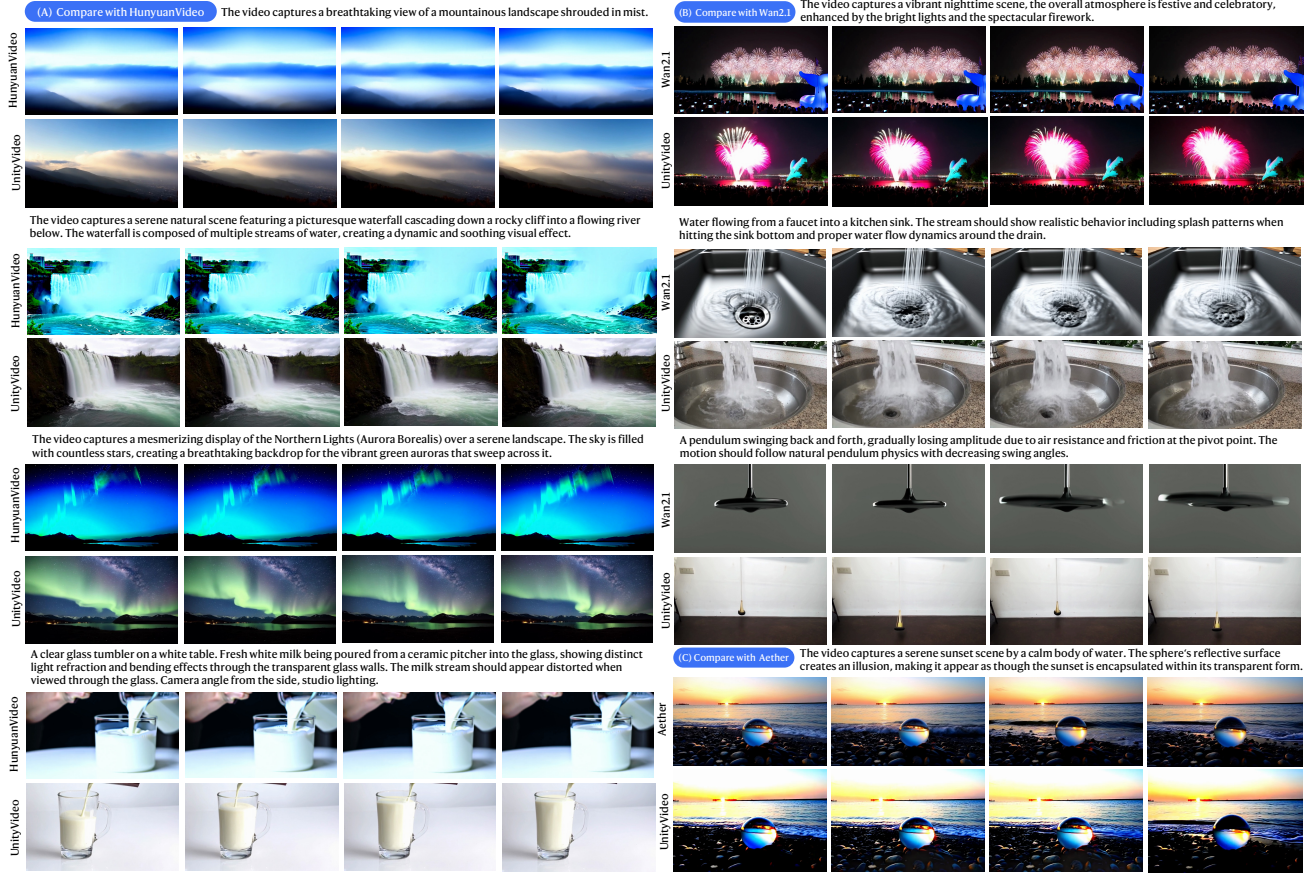 (A) Compare with HunyuanVideo
The video captures a breathtaking view of a mountainous landscape shrouded in mist.
HunyuanVideo
UnityVideo
The video captures a serene natural scene featuring a picturesque waterfall cascading down a rocky cliff into a flowing river
below. The waterfall is composed of multiple streams of water, creating a dynamic and soothing visual effect.
HunyuanVideo
UnityVideo
The video captures a mesmerizing display of the Northern Lights (Aurora Borealis) over a serene landscape. The sky is filled
with countless stars, creating a breathtaking backdrop for the vibrant green auroras that sweep across it.
HunyuanVideo
UnityVideo
A clear glass tumbler on a white table. Fresh white milk being poured from a ceramic pitcher into the glass, showing distinct
light refraction and bending effects through the transparent glass walls. The milk stream should appear distorted when
viewed through the glass. Camera angle from the side, studio lighting.
HunyuanVideo
UnityVideo
(B) Compare with Wan2.1
The video captures a vibrant nighttime scene, the overall atmosphere is festive and celebratory,
enhanced by the bright lights and the spectacular firework.
Wan2.1
UnityVideo
Water flowing from a faucet into a kitchen sink. The stream should show realistic behavior including splash patterns when
hitting the sink bottom and proper water flow dynamics around the drain.
Wan2.1
UnityVideo
A pendulum swinging back and forth, gradually losing amplitude due to air resistance and friction at the pivot point. The
motion should follow natural pendulum physics with decreasing swing angles.
Wan2.1
UnityVideo
(C) Compare with Aether
The video captures a serene sunset scene by a calm body of water. The sphere's reflective surface
creates an illusion, making it appear as though the sunset is encapsulated within its transparent form.
Aether
UnityVideo